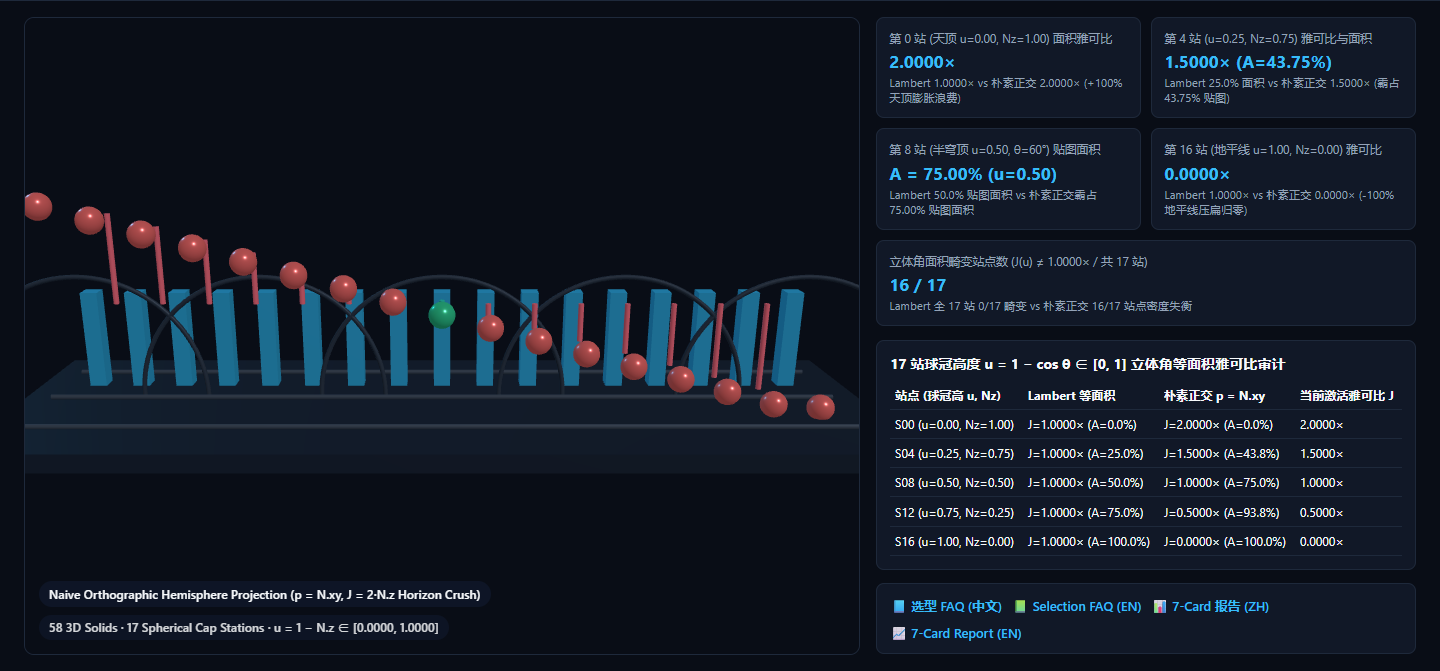 第 0 站 (天顶 u=0.00, Nz=1.00) 面积雅可比
2.0000×
Lambert 1.0000× vs 朴素正交 2.0000× (+100%
天顶膨胀浪费)
第 4 站 (u=0.25, Nz=0.75) 雅可比与面积
1.5000× (A=43.75%)
Lambert 25.0% 面积 vs 朴素正交 1.5000× (霸占
43.75% 贴图)
第 8 站 (半穹顶 u=0.50, θ=60°) 贴图面积
A = 75.00% (u=0.50)
Lambert 50.0% 贴图面积 vs 朴素正交霸占
75.00% 贴图面积
第 16 站 (地平线 u=1.00, Nz=0.00) 雅可比
0.0000×
Lambert 1.0000× vs 朴素正交 0.0000× (-100%
地平线压扁归零)
立体角面积畸变站点数 (J(u) ≠ 1.0000× / 共 17 站)
16 / 17
Lambert 全 17 站 0/17 畸变 vs 朴素正交 16/17 站点密度失衡
17 站球冠高度 u = 1 − cos θ ∈ [0, 1] 立体角等面积雅可比审计
站点 (球冠高 u, Nz) Lambert 等面积 朴素正交 p = N.xy 当前激活雅可比 J
S00 (u=0.00, Nz=1.00) J=1.0000× (A=0.0%) J=2.0000× (A=0.0%) 2.0000×
S04 (u=0.25, Nz=0.75) J=1.0000× (A=25.0%) J=1.5000× (A=43.8%) 1.5000×
S08 (u=0.50, Nz=0.50) J=1.0000× (A=50.0%) J=1.0000× (A=75.0%) 1.0000×
S12 (u=0.75, Nz=0.25) J=1.0000× (A=75.0%) J=0.5000× (A=93.8%) 0.5000×
S16 (u=1.00, Nz=0.00) J=1.0000× (A=100.0%) J=0.0000× (A=100.0%) 0.0000×
选型 FAQ (中文) Selection FAQ (EN) 7-Card 报告 (ZH)
7-Card Report (EN)
Naive Orthographic Hemisphere Projection (p = N.xy, J = 2·N.z Horizon Crush)
58 3D Solids · 17 Spherical Cap Stations · u = 1 − N.z ∈ [0.0000, 1.0000]